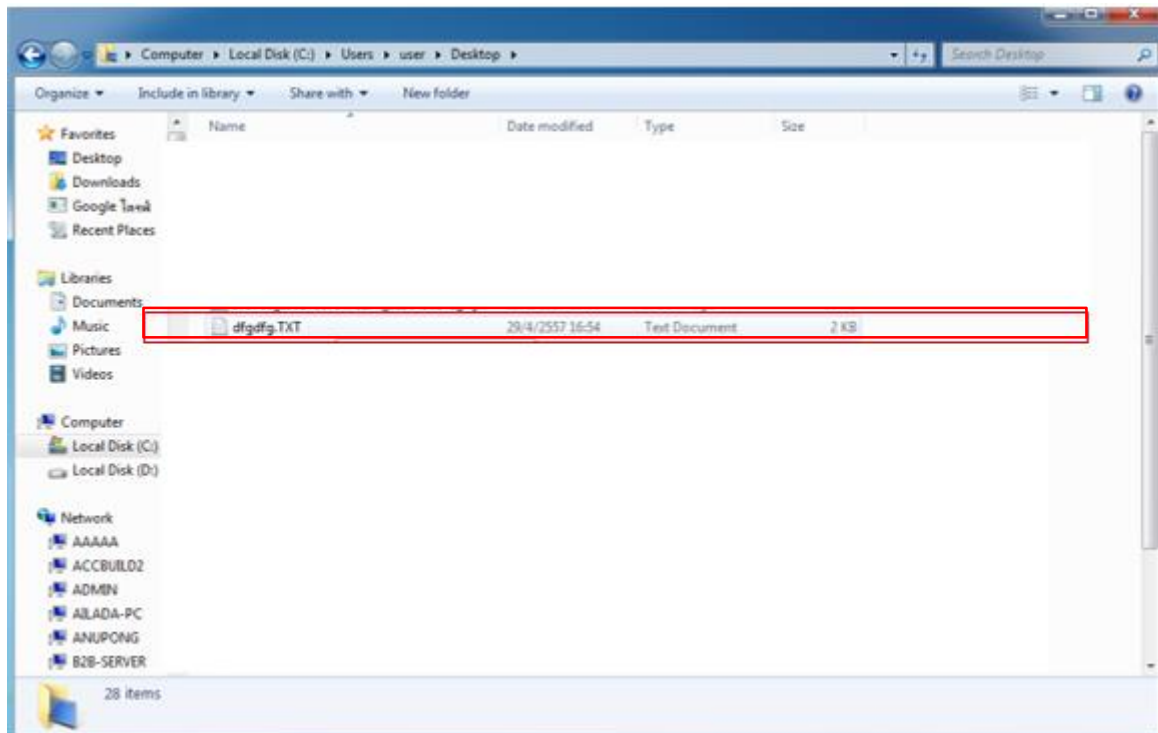 Computer Local Disk (C:) Users user Desktop
Search Desktop
Organize Include in library Share with New folder
Name Date modified Type Size
Favorites
Desktop
Downloads
Google ไดรฟ์
Recent Places
Libraries
Documents
Music
Pictures
Videos
Computer
Local Disk (C:)
Local Disk (D:)
Network
AAAAA
ACCBUILD2
ADMIN
AILADA-PC
ANUPONG
B2B-SERVER
dfgdfg.TXT 29/4/2557 16:54 Text Document 2 KB
28 items